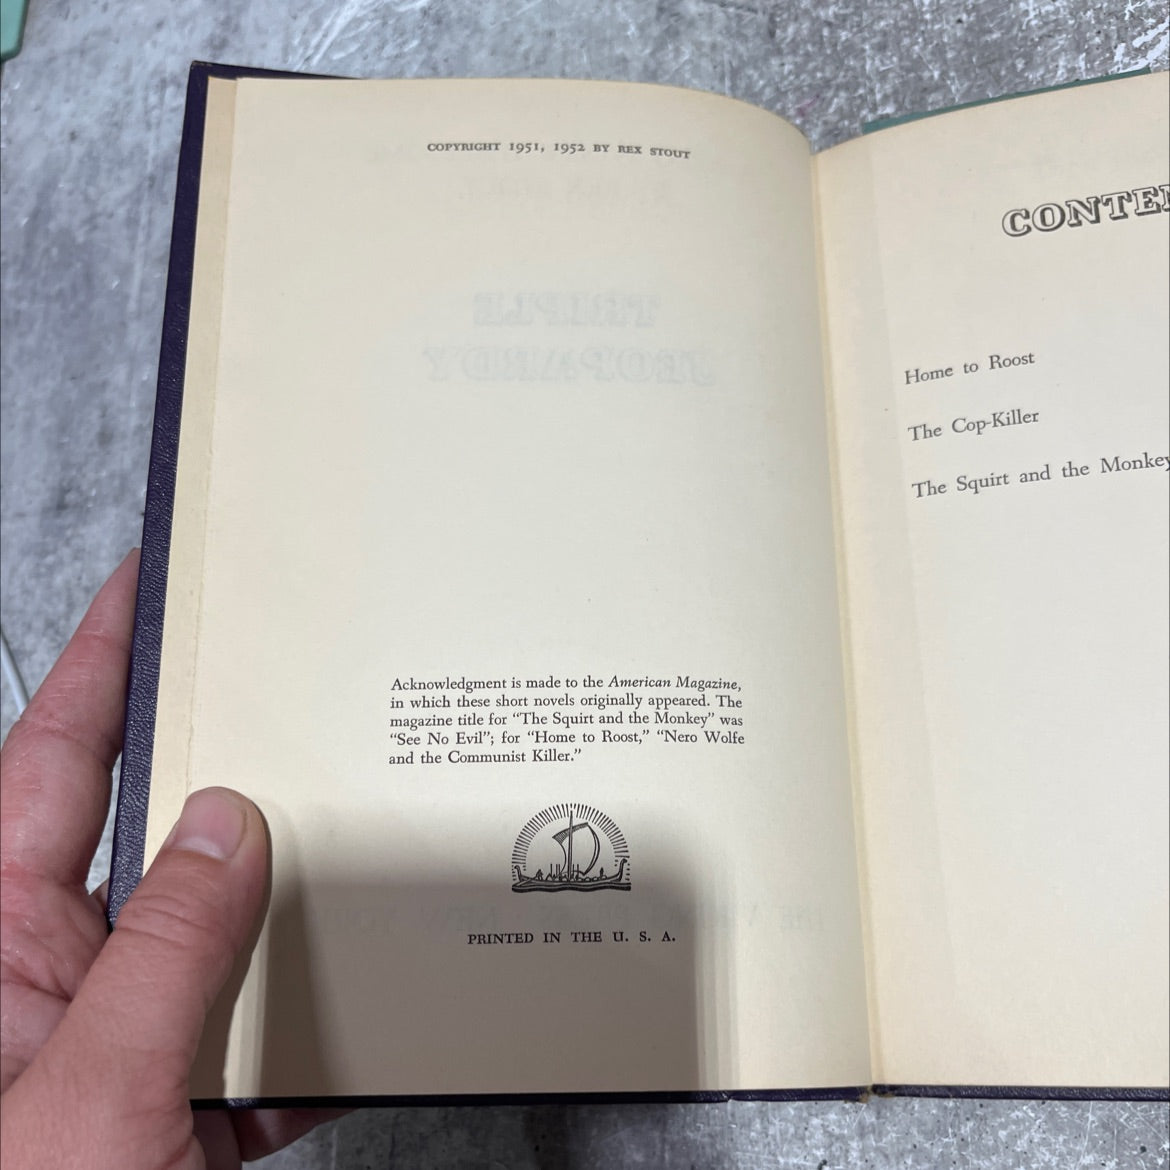 COPYRIGHT 1951, 1952 BY REX STOUT
TRIPLE
JEOPARDY
Acknowledgment is made to the American Magazine,
in which these short novels originally appeared. The
magazine title for “The Squirt and the Monkey” was
“See No Evil”; for “Home to Roost,” “Nero Wolfe
and the Communist Killer.”
PRINTED IN THE U. S. A.
CONTEN
Home to Roost
The Cop-Killer
The Squirt and the Monkey